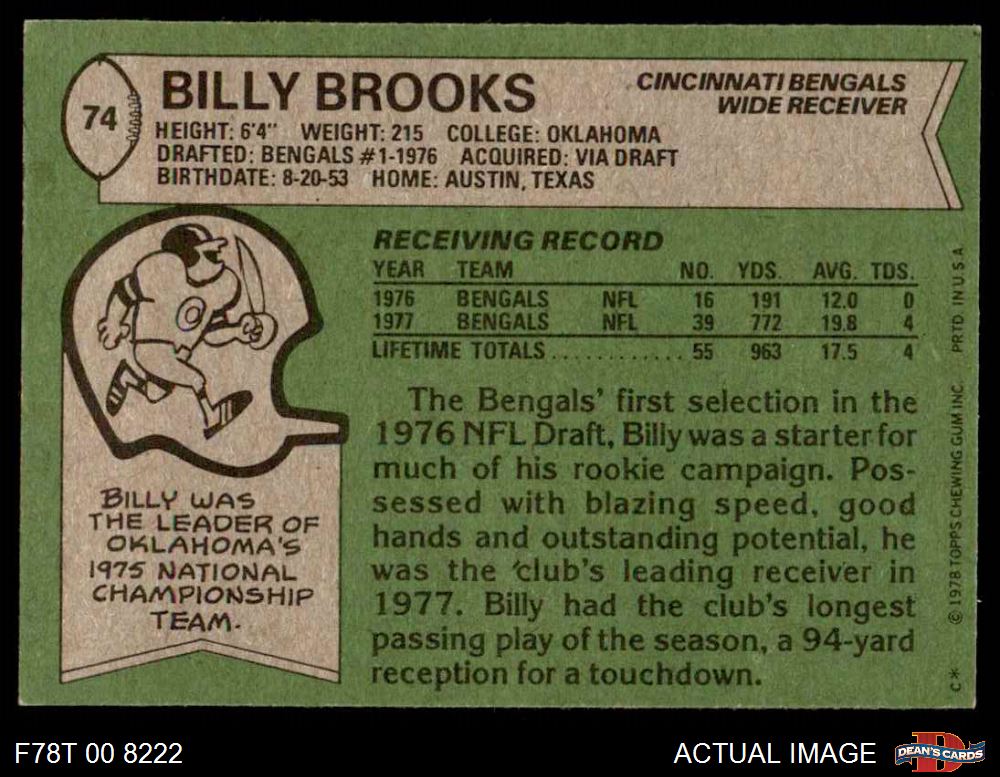 74
BILLY BROOKS
CINCINNATI BENGALS
WIDE RECEIVER
HEIGHT: 6'4" WEIGHT: 215 COLLEGE: OKLAHOMA
DRAFTED: BENGALS #1-1976 ACQUIRED: VIA DRAFT
BIRTHDATE: 8-20-53 HOME: AUSTIN, TEXAS
O
BILLY WAS
THE LEADER OF
OKLAHOMA'S
1975 NATIONAL
CHAMPIONSHIP
TEAM.
RECEIVING RECORD
YEAR TEAM NO. YDS. AVG. TDS.
1976 BENGALS NFL 16 191 12.0 0
1977 BENGALS NFL 39 772 19.8 4
LIFETIME TOTALS............ 55 963 17.5 4
The Bengals' first selection in the
1976 NFL Draft, Billy was a starter for
much of his rookie campaign. Pos-
sessed with blazing speed, good
hands and outstanding potential, he
was the club's leading receiver in
1977. Billy had the club's longest
passing play of the season, a 94-yard
reception for a touchdown.
C* © 1978 TOPPS CHEWING GUM INC. PRTD. IN U.S.A.
F78T 00 8222
ACTUAL IMAGE
D
DEAN'S CARDS